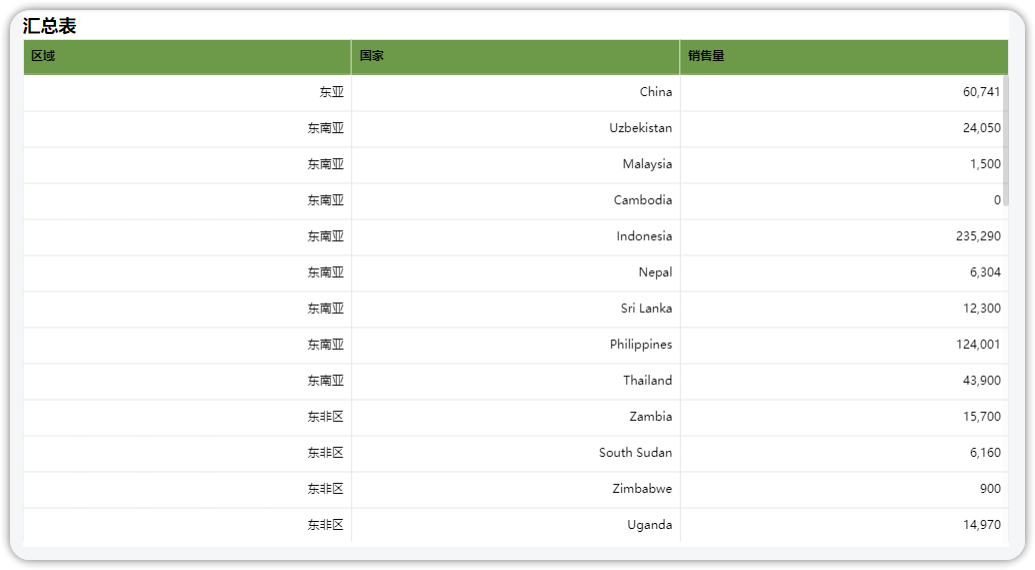 汇总表
区域 国家 销售量
东亚 China 60,741
东南亚 Uzbekistan 24,050
东南亚 Malaysia 1,500
东南亚 Cambodia 0
东南亚 Indonesia 235,290
东南亚 Nepal 6,304
东南亚 Sri Lanka 12,300
东南亚 Philippines 124,001
东南亚 Thailand 43,900
东非区 Zambia 15,700
东非区 South Sudan 6,160
东非区 Zimbabwe 900
东非区 Uganda 14,970